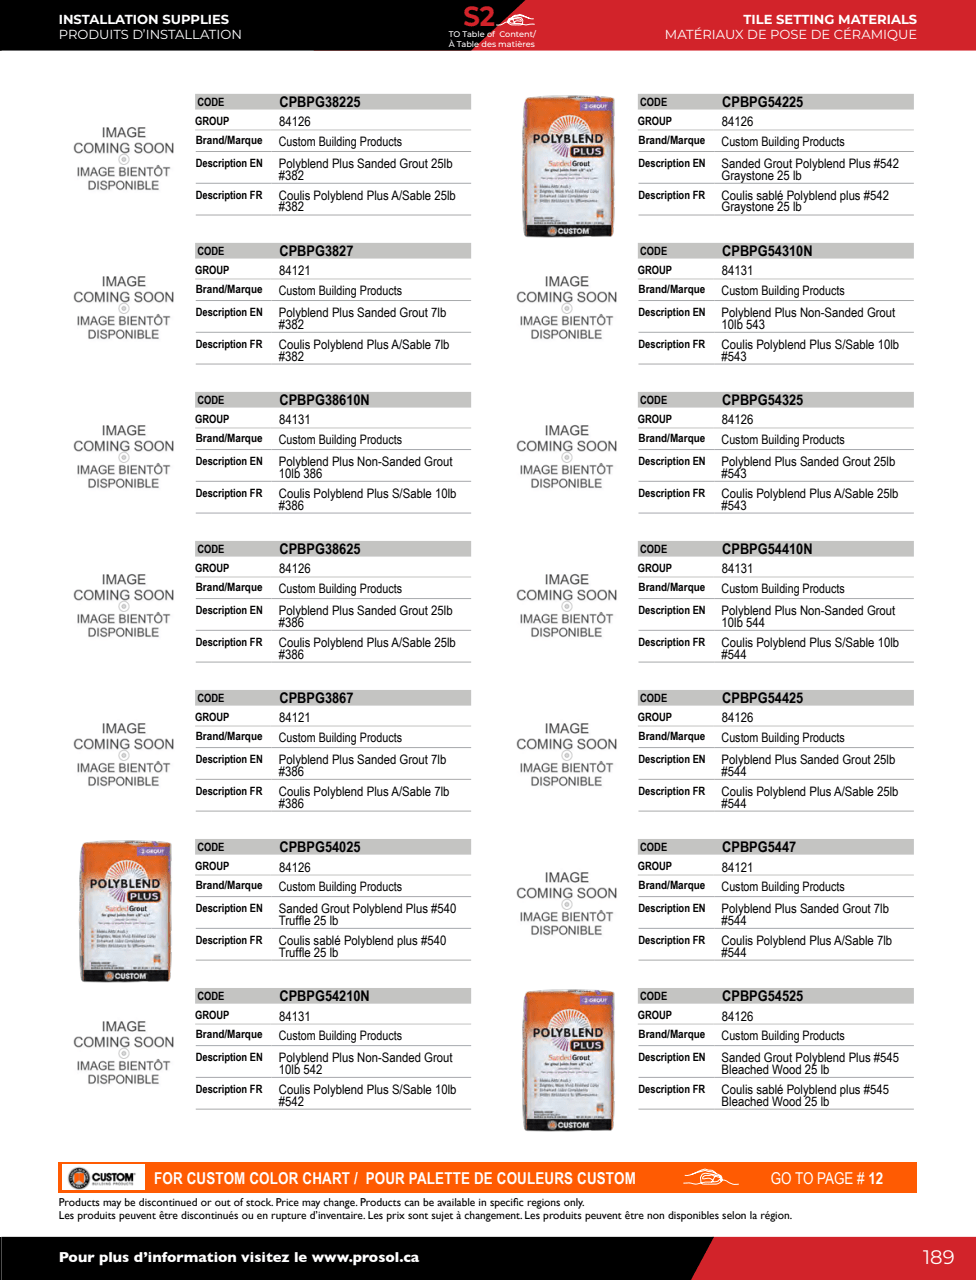 INSTALLATION SUPPLIES
PRODUITS D'INSTALLATION
S2
TO Table of Content/
À Table des matières
TILE SETTING MATERIALS
MATÉRIAUX DE POSE DE CÉRAMIQUE
IMAGE
COMING SOON
IMAGE BIENTÔT
DISPONIBLE
CODE CPBPG38225
GROUP 84126
Brand/Marque Custom Building Products
Description EN Polyblend Plus Sanded Grout 25lb
#382
Description FR Coulis Polyblend Plus A/Sable 25lb
#382
IMAGE
COMING SOON
IMAGE BIENTÔT
DISPONIBLE
CODE CPBPG3827
GROUP 84121
Brand/Marque Custom Building Products
Description EN Polyblend Plus Sanded Grout 7lb
#382
Description FR Coulis Polyblend Plus A/Sable 7lb
#382
IMAGE
COMING SOON
IMAGE BIENTÔT
DISPONIBLE
CODE CPBPG38610N
GROUP 84131
Brand/Marque Custom Building Products
Description EN Polyblend Plus Non-Sanded Grout
10lb 386
Description FR Coulis Polyblend Plus S/Sable 10lb
#386
IMAGE
COMING SOON
IMAGE BIENTÔT
DISPONIBLE
CODE CPBPG38625
GROUP 84126
Brand/Marque Custom Building Products
Description EN Polyblend Plus Sanded Grout 25lb
#386
Description FR Coulis Polyblend Plus A/Sable 25lb
#386
IMAGE
COMING SOON
IMAGE BIENTÔT
DISPONIBLE
CODE CPBPG3867
GROUP 84121
Brand/Marque Custom Building Products
Description EN Polyblend Plus Sanded Grout 7lb
#386
Description FR Coulis Polyblend Plus A/Sable 7lb
#386
POLYBLEND
PLUS
Sanded Grout
CUSTOM
CODE CPBPG54025
GROUP 84126
Brand/Marque Custom Building Products
Description EN Sanded Grout Polyblend Plus #540
Truffle 25 lb
Description FR Coulis sablé Polyblend plus #540
Truffle 25 lb
IMAGE
COMING SOON
IMAGE BIENTÔT
DISPONIBLE
CODE CPBPG54210N
GROUP 84131
Brand/Marque Custom Building Products
Description EN Polyblend Plus Non-Sanded Grout
10lb 542
Description FR Coulis Polyblend Plus S/Sable 10lb
#542
POLYBLEND
PLUS
Sanded Grout
CUSTOM
CODE CPBPG54225
GROUP 84126
Brand/Marque Custom Building Products
Description EN Sanded Grout Polyblend Plus #542
Graystone 25 lb
Description FR Coulis sablé Polyblend plus #542
Graystone 25 lb
IMAGE
COMING SOON
IMAGE BIENTÔT
DISPONIBLE
CODE CPBPG54310N
GROUP 84131
Brand/Marque Custom Building Products
Description EN Polyblend Plus Non-Sanded Grout
10lb 543
Description FR Coulis Polyblend Plus S/Sable 10lb
#543
IMAGE
COMING SOON
IMAGE BIENTÔT
DISPONIBLE
CODE CPBPG54325
GROUP 84126
Brand/Marque Custom Building Products
Description EN Polyblend Plus Sanded Grout 25lb
#543
Description FR Coulis Polyblend Plus A/Sable 25lb
#543
IMAGE
COMING SOON
IMAGE BIENTÔT
DISPONIBLE
CODE CPBPG54410N
GROUP 84131
Brand/Marque Custom Building Products
Description EN Polyblend Plus Non-Sanded Grout
10lb 544
Description FR Coulis Polyblend Plus S/Sable 10lb
#544
IMAGE
COMING SOON
IMAGE BIENTÔT
DISPONIBLE
CODE CPBPG54425
GROUP 84126
Brand/Marque Custom Building Products
Description EN Polyblend Plus Sanded Grout 25lb
#544
Description FR Coulis Polyblend Plus A/Sable 25lb
#544
IMAGE
COMING SOON
IMAGE BIENTÔT
DISPONIBLE
CODE CPBPG5447
GROUP 84121
Brand/Marque Custom Building Products
Description EN Polyblend Plus Sanded Grout 7lb
#544
Description FR Coulis Polyblend Plus A/Sable 7lb
#544
POLYBLEND
PLUS
Sanded Grout
CUSTOM
CODE CPBPG54525
GROUP 84126
Brand/Marque Custom Building Products
Description EN Sanded Grout Polyblend Plus #545
Bleached Wood 25 lb
Description FR Coulis sablé Polyblend plus #545
Bleached Wood 25 lb
CUSTOM
BUILDING PRODUCTS
FOR CUSTOM COLOR CHART / POUR PALETTE DE COULEURS CUSTOM
GO TO PAGE # 12
Products may be discontinued or out of stock. Price may change. Products can be available in specific regions only.
Les produits peuvent être discontinués ou en rupture d'inventaire. Les prix sont sujet à changement. Les produits peuvent être non disponibles selon la région.
Pour plus d'information visitez le www.prosol.ca
189